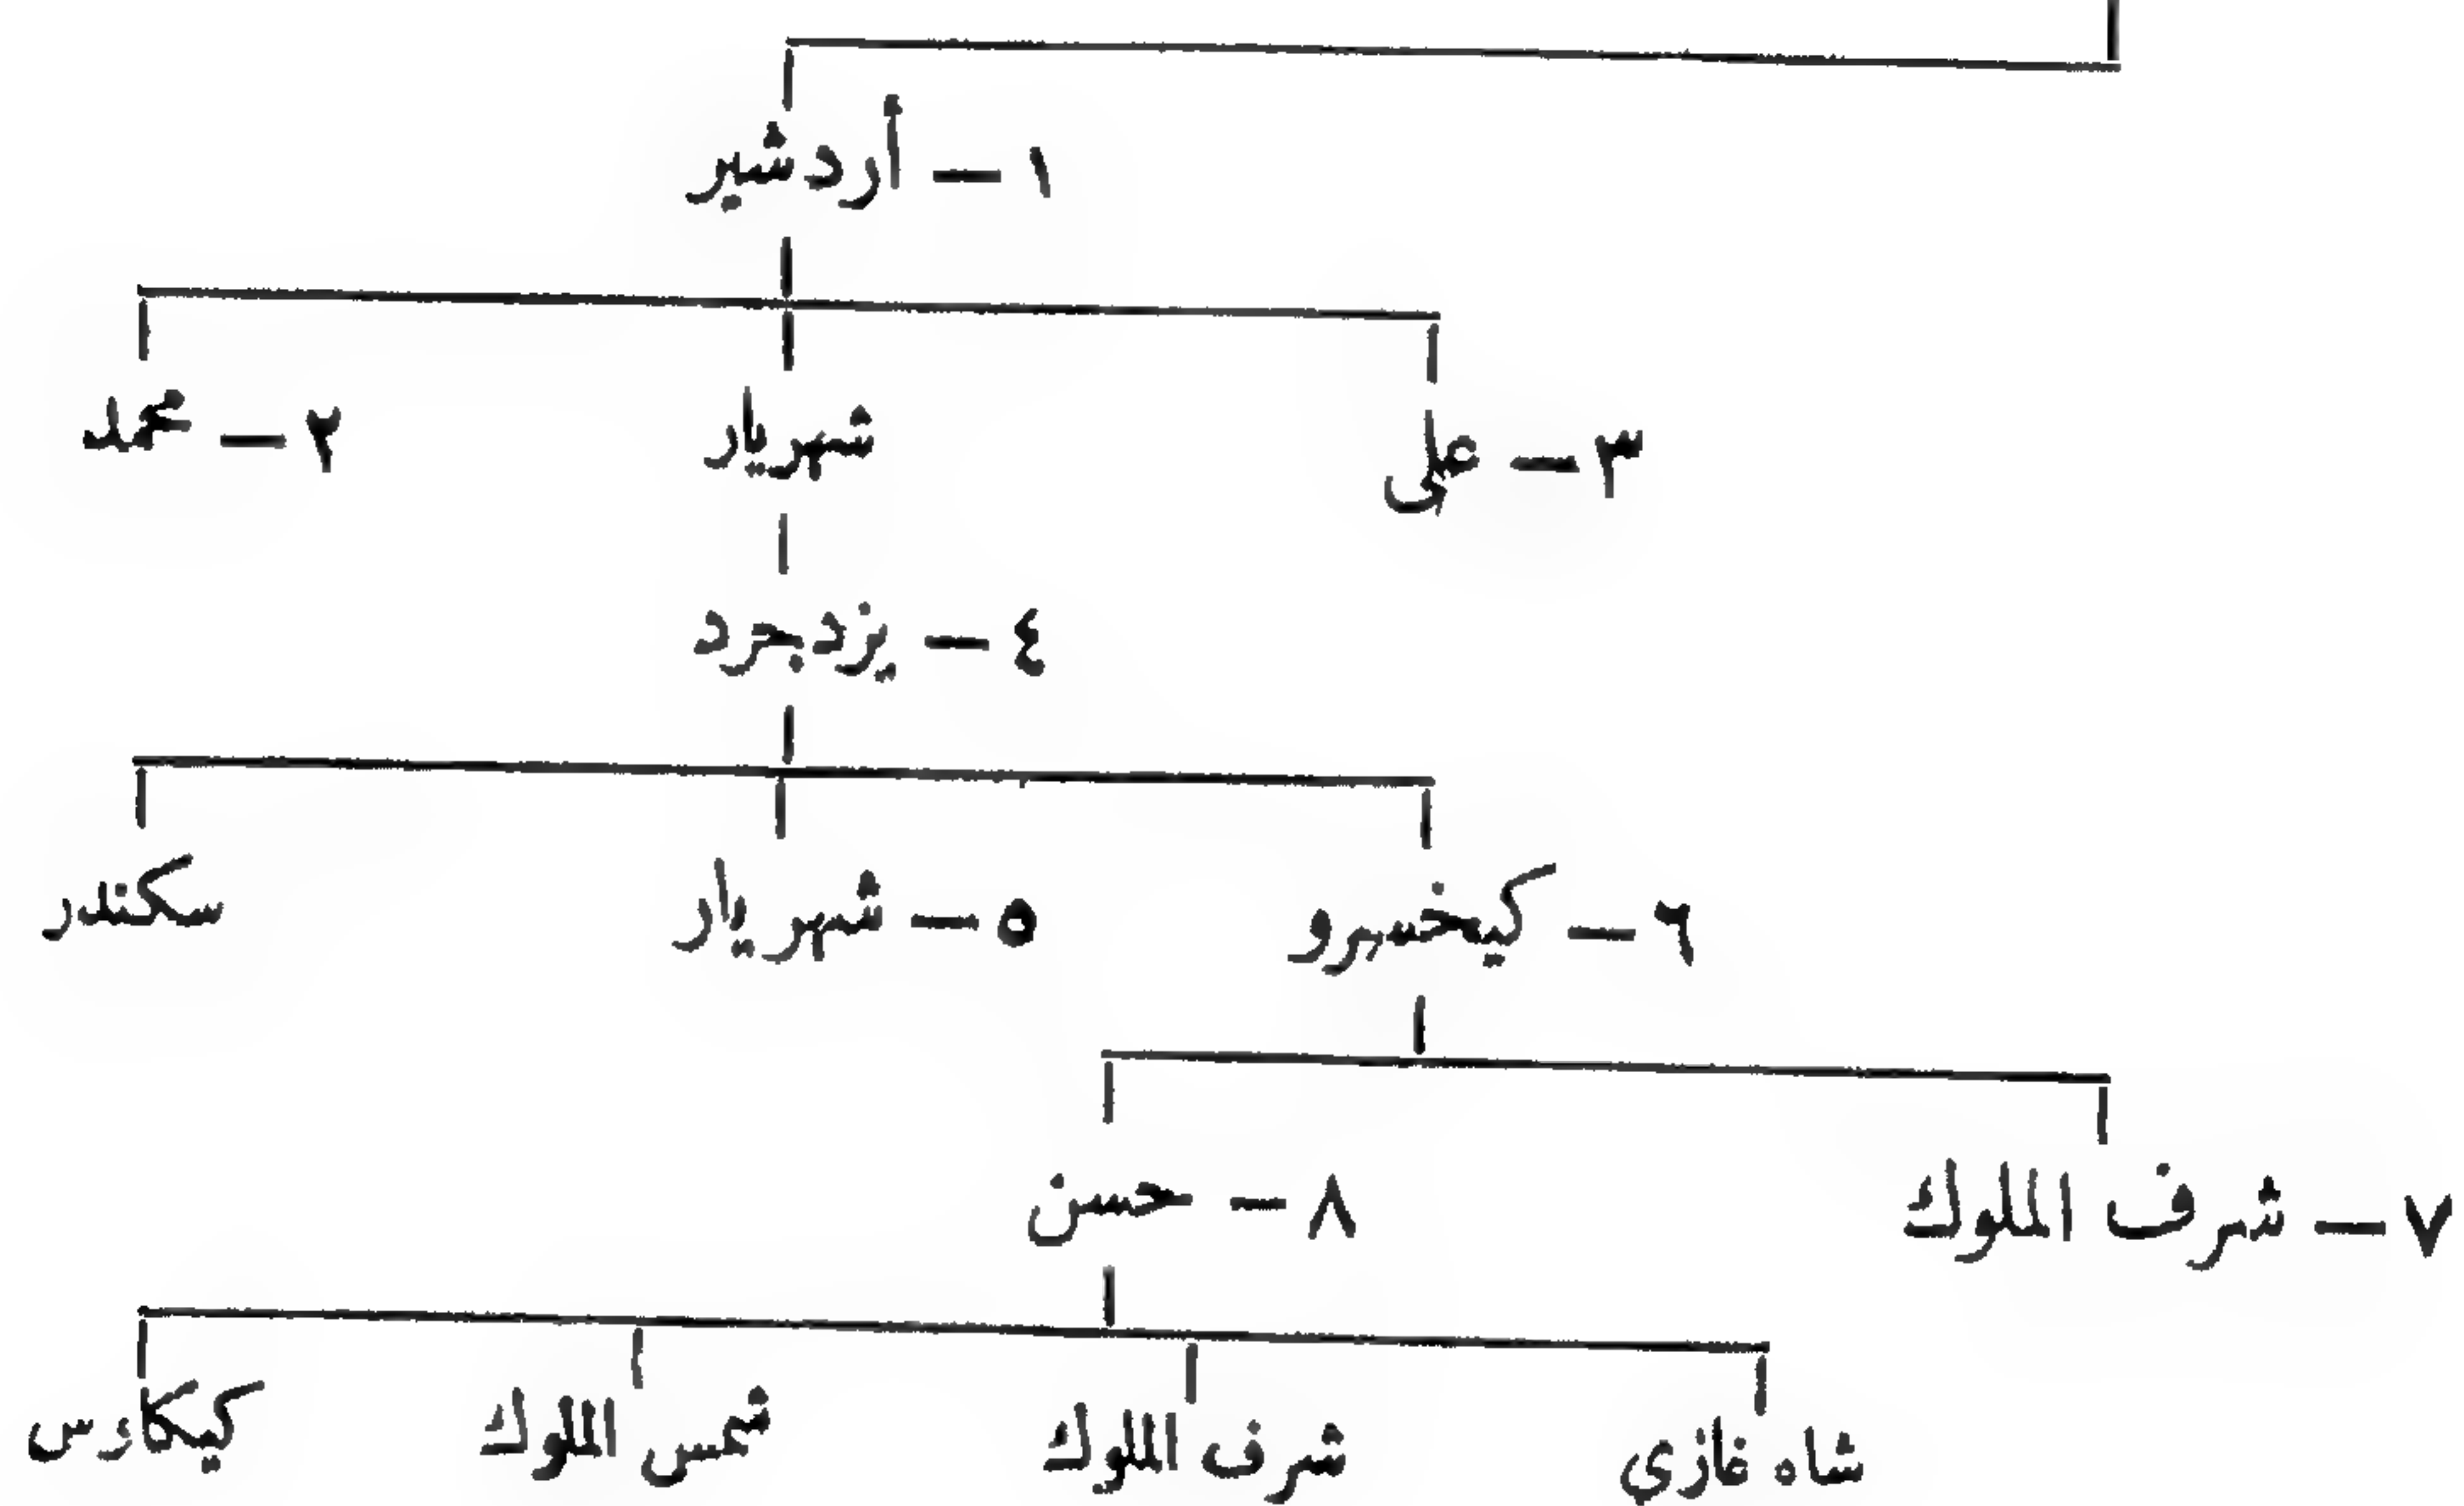 ١ - أردشير
٣ - على شهريار ٢ - محمد
٤ - يزدجرد
٦ - كيخسرو ٥ - شهريار سكندر
٧ - شرف الملوك ٨ - حسن
شاه غازي شرف الملوك شمس الملوك كيكاوس